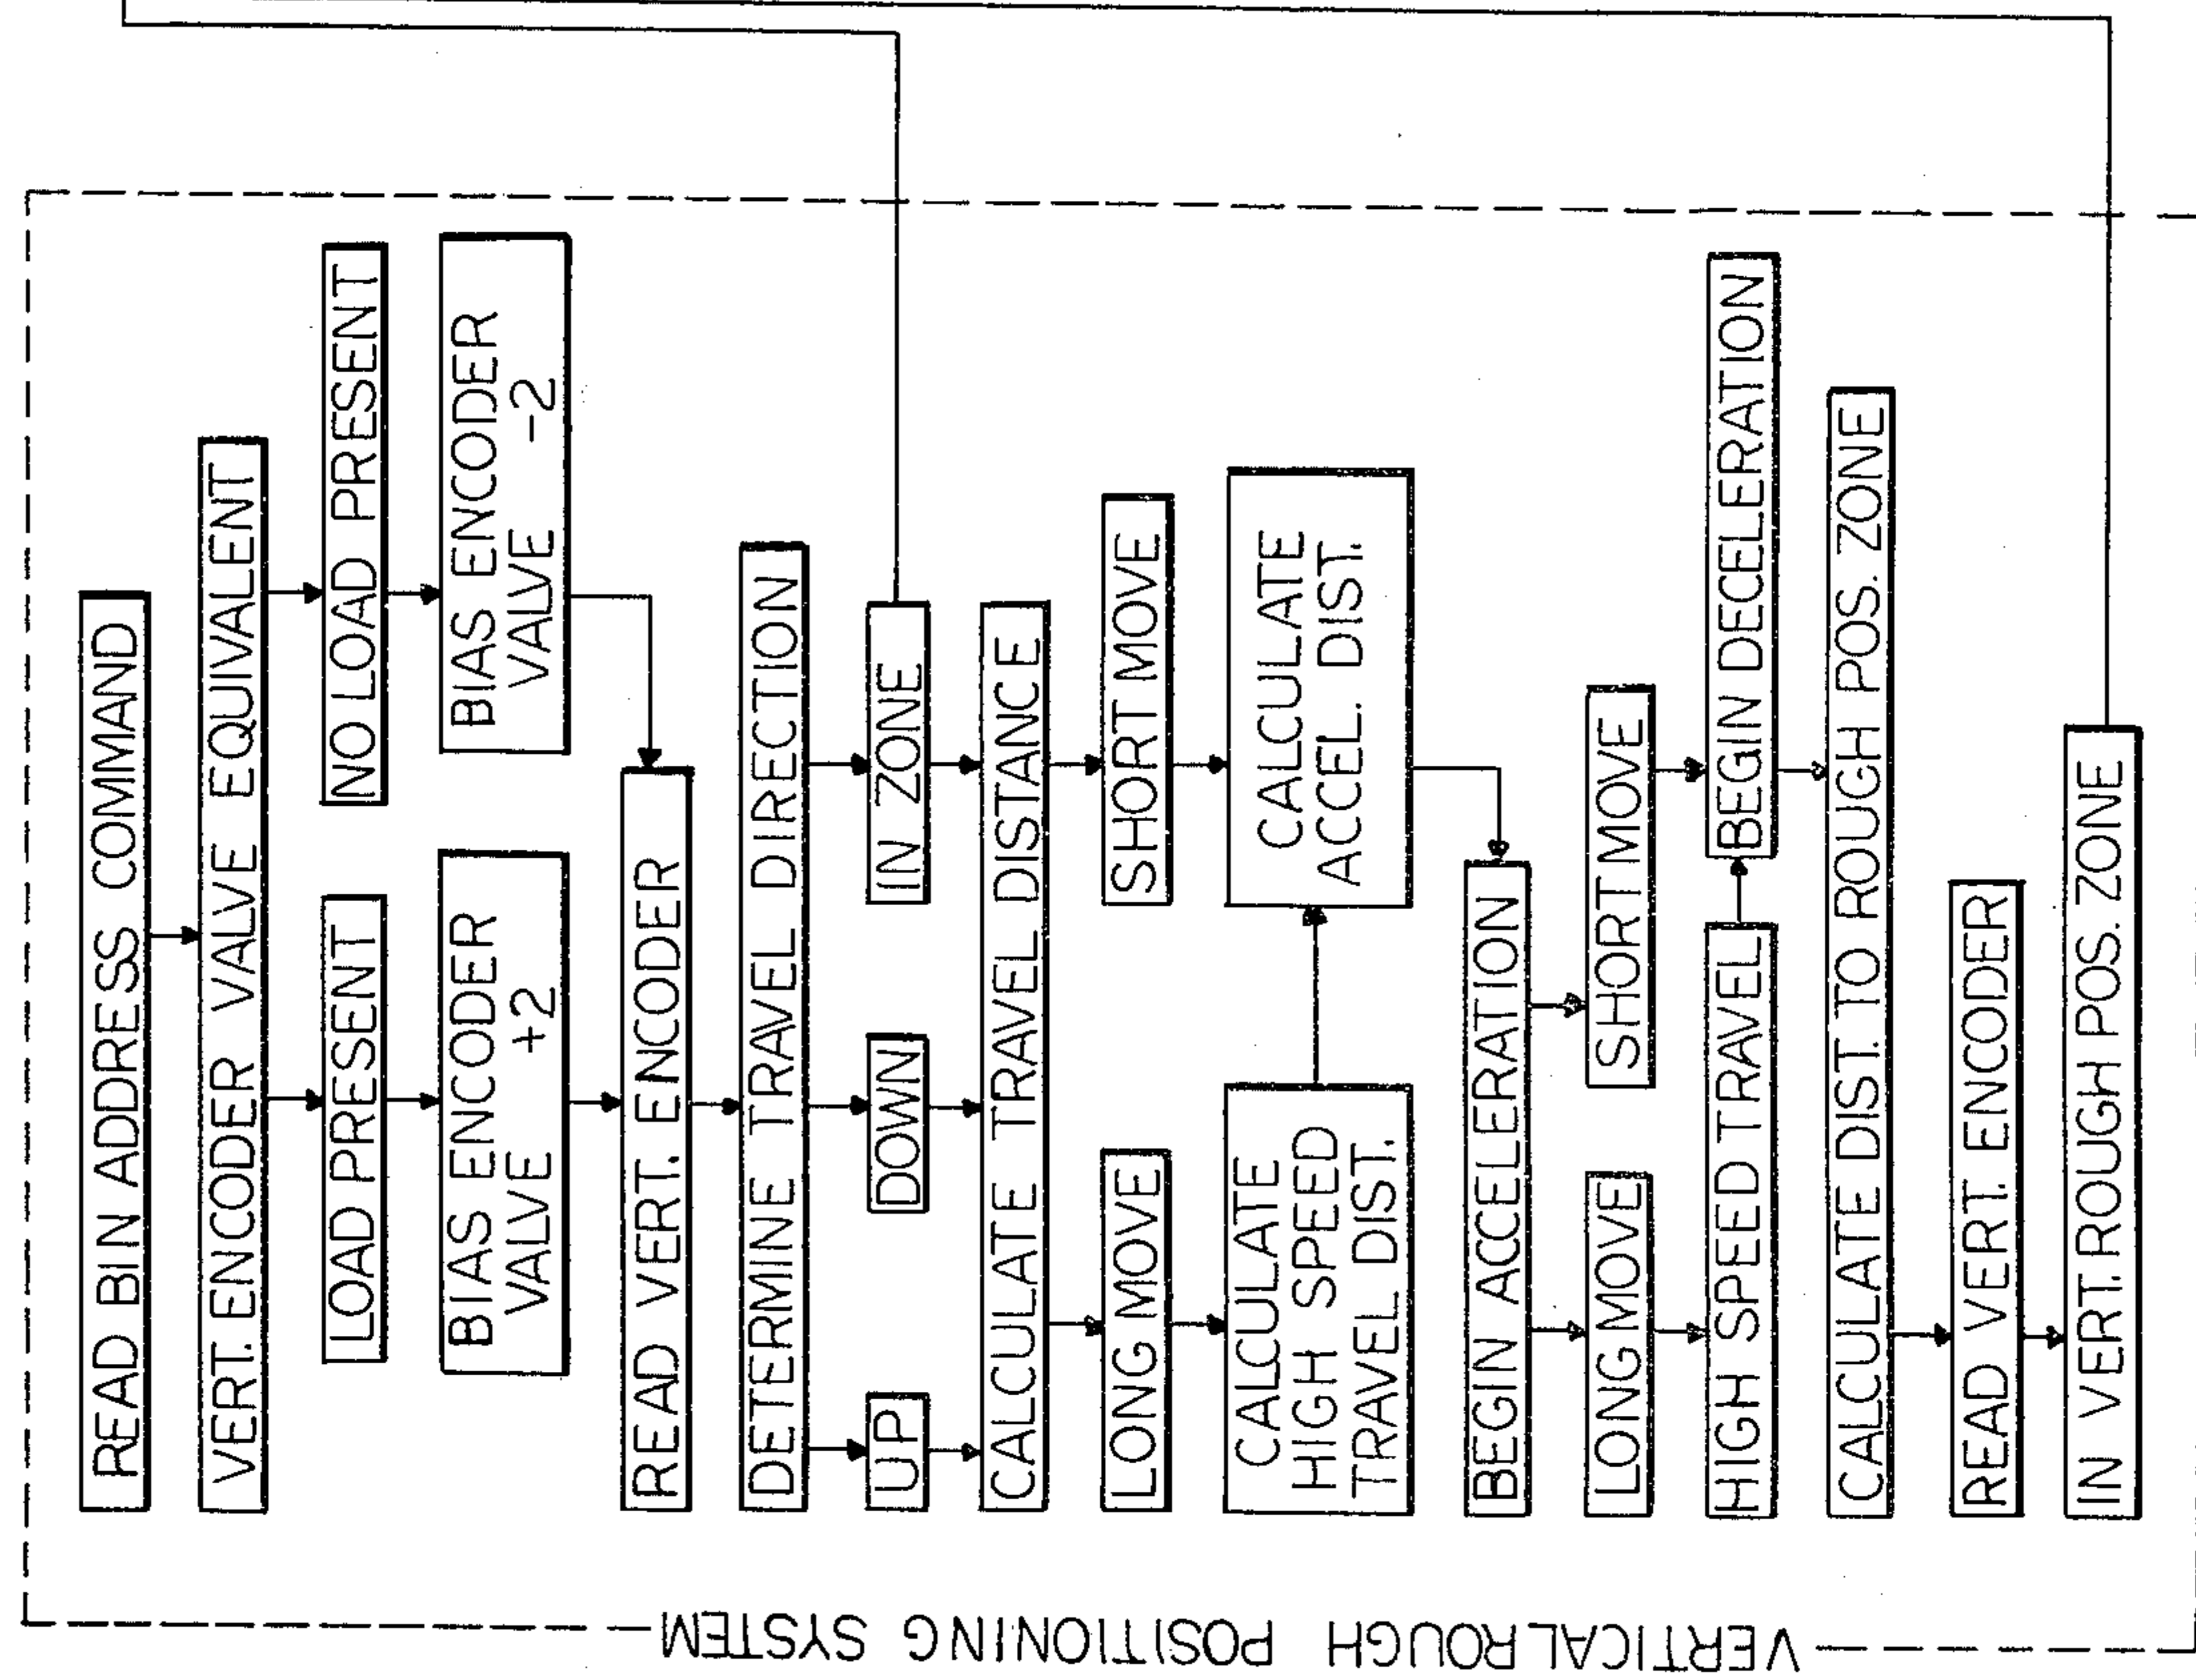 VERTICAL ROUGH POSITIONING SYSTEM
READ BIN ADDRESS COMMAND
VERT. ENCODER VALVE EQUIVALENT
LOAD PRESENT
NO LOAD PRESENT
BIAS ENCODER
VALVE +2
BIAS ENCODER
VALVE -2
READ VERT. ENCODER
DETERMINE TRAVEL DIRECTION
UP
DOWN
IN ZONE
CALCULATE TRAVEL DISTANCE
LONG MOVE
SHORT MOVE
CALCULATE
HIGH SPEED
TRAVEL DIST.
CALCULATE
ACCEL. DIST.
BEGIN ACCELERATION
LONG MOVE
SHORT MOVE
HIGH SPEED TRAVEL
BEGIN DECELERATION
CALCULATE DIST. TO ROUGH POS. ZONE
READ VERT. ENCODER
IN VERT. ROUGH POS. ZONE